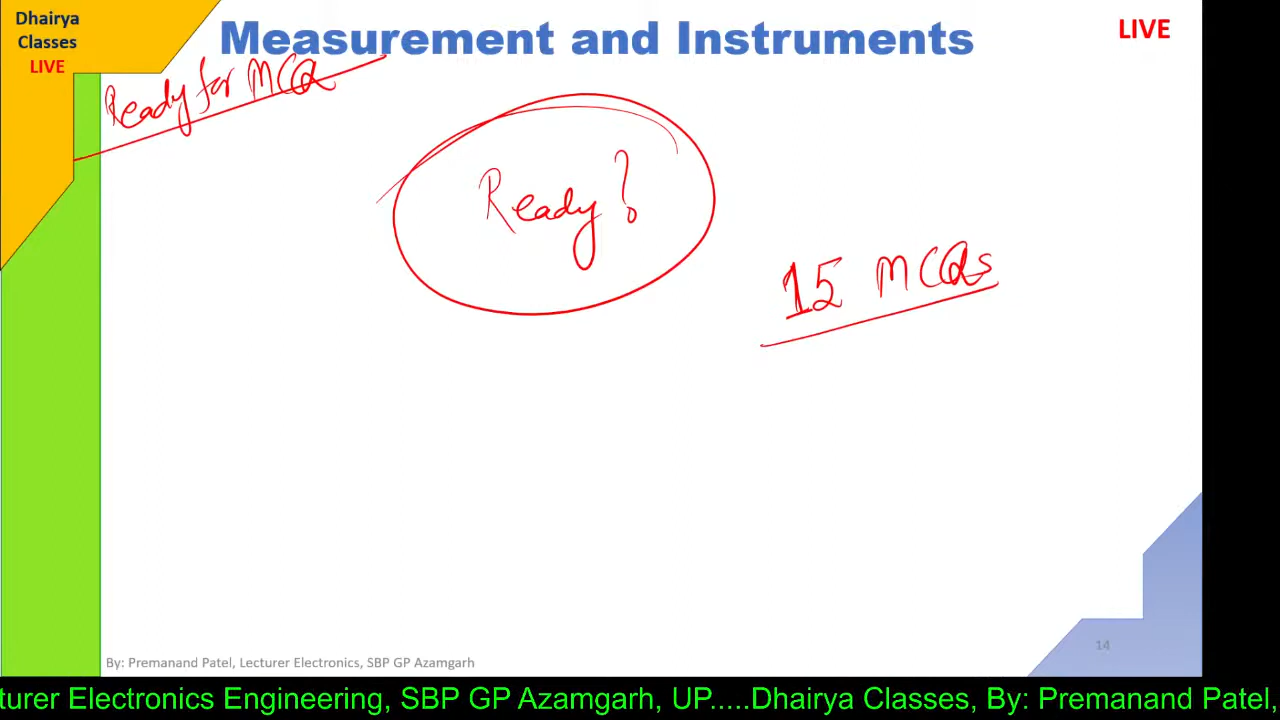 Dhairya
Classes
LIVE
Measurement and Instruments
LIVE
Ready for MCQ
Ready?
15 MCQs
14
By: Premanand Patel, Lecturer Electronics, SBP GP Azamgarh
turer Electronics Engineering, SBP GP Azamgarh, UP.....Dhairya Classes, By: Premanand Patel,